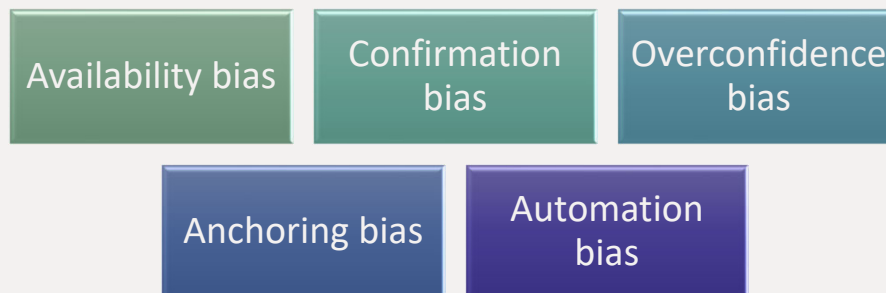 Availability bias
Confirmation
bias
Overconfidence
bias
Anchoring bias
Automation
bias